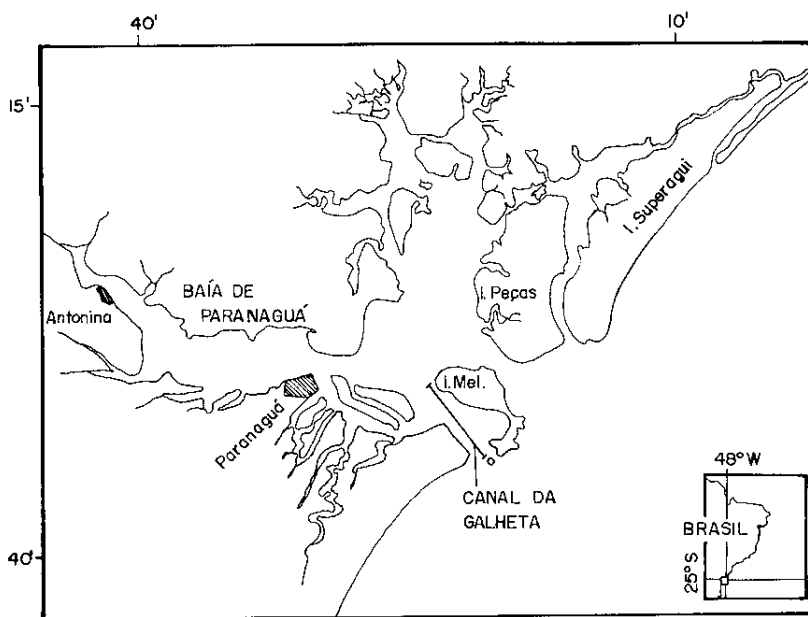 40'
10'
15'
I. Superagui
I. Peças
BAÍA DE
PARANAGUÁ
Antonina
i. Mel.
Paranaguá
CANAL DA
GALHETA
40'
48° W
BRASIL
25° S